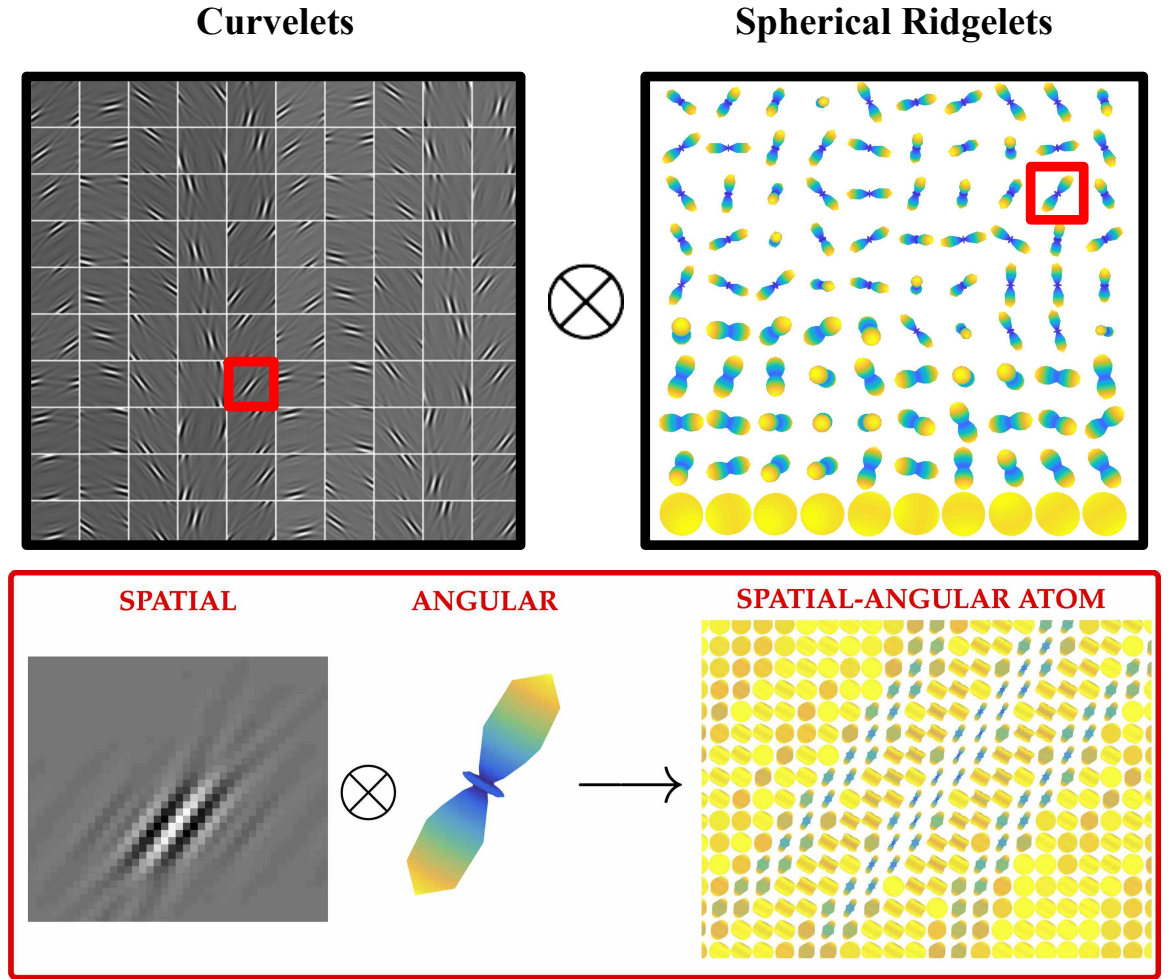 Curvelets
Spherical Ridgelets
SPATIAL
ANGULAR
SPATIAL-ANGULAR ATOM